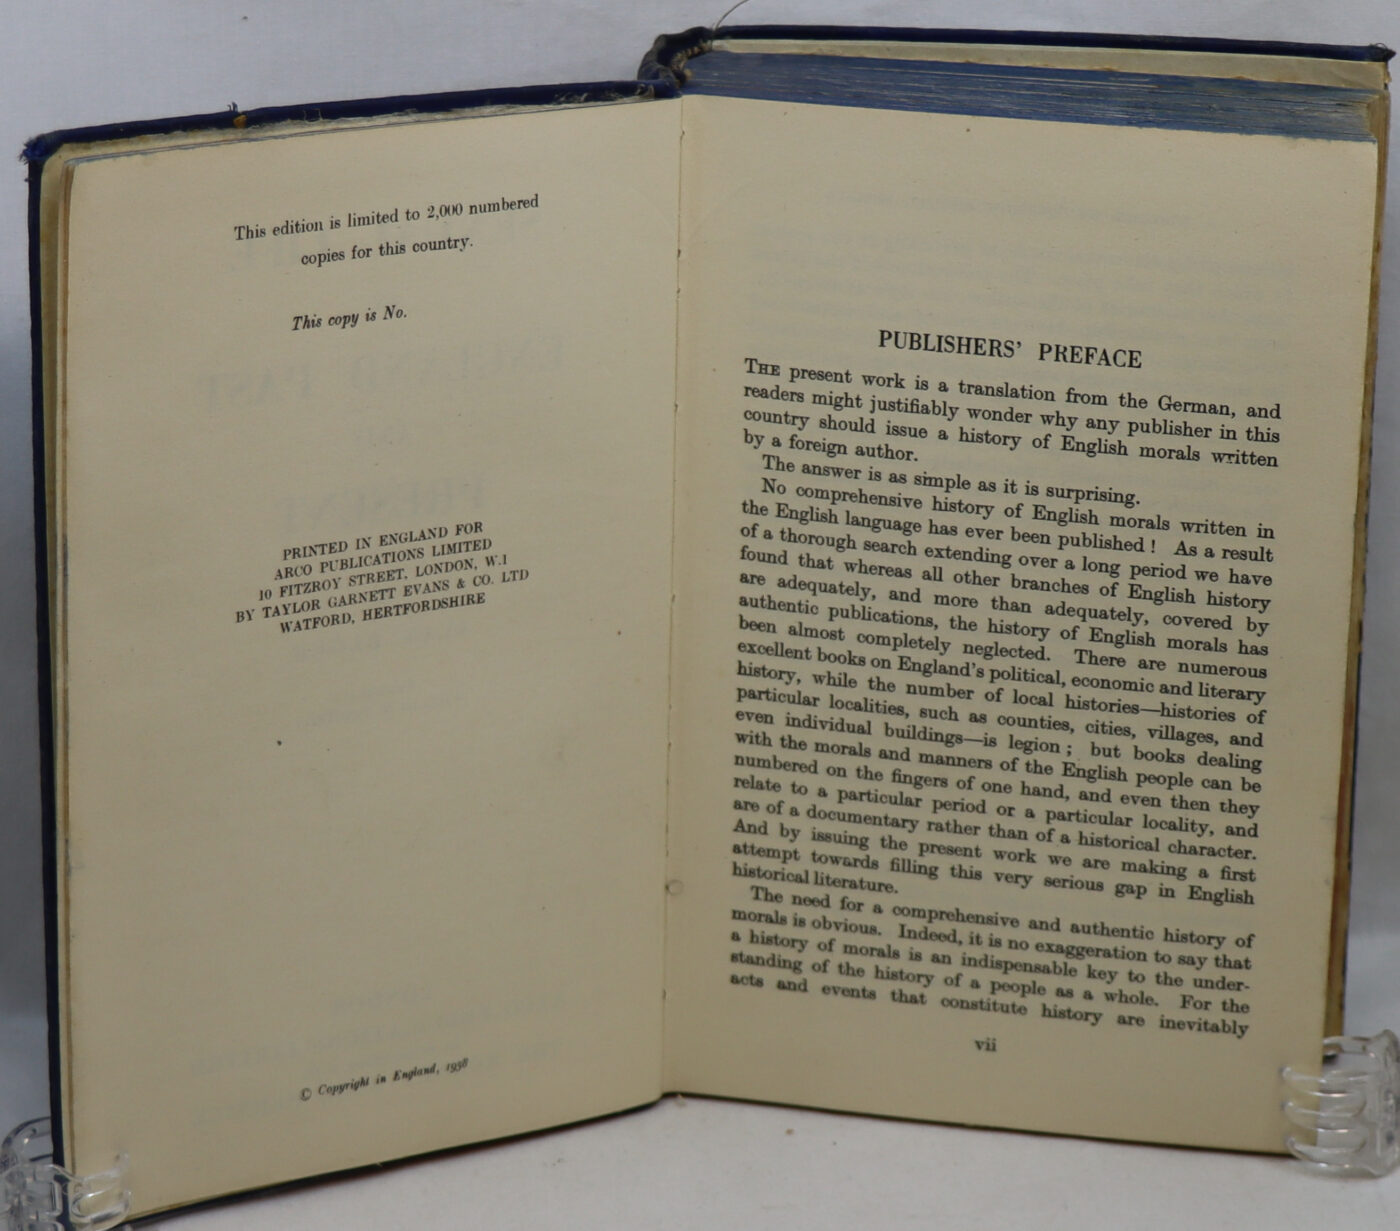 This edition is limited to 2,000 numbered
copies for this country.
This copy is No.
PRINTED IN ENGLAND FOR
ARCO PUBLICATIONS LIMITED
10 FITZROY STREET, LONDON, W.1
BY TAYLOR GARNETT EVANS & CO. LTD
WATFORD, HERTFORDSHIRE
© Copyright in England, 1958
PUBLISHERS' PREFACE
THE present work is a translation from the German, and
readers might justifiably wonder why any publisher in this
country should issue a history of English morals written
by a foreign author.
The answer is as simple as it is surprising.
No comprehensive history of English morals written in
the English language has ever been published ! As a result
of a thorough search extending over a long period we have
found that whereas all other branches of English history
are adequately, and more than adequately, covered by
authentic publications, the history of English morals has
been almost completely neglected. There are numerous
excellent books on England's political, economic and literary
history, while the number of local histories—histories of
particular localities, such as counties, cities, villages, and
even individual buildings—is legion ; but books dealing
with the morals and manners of the English people can be
numbered on the fingers of one hand, and even then they
relate to a particular period or a particular locality, and
are of a documentary rather than of a historical character.
And by issuing the present work we are making a first
attempt towards filling this very serious gap in English
historical literature.
The need for a comprehensive and authentic history of
morals is obvious. Indeed, it is no exaggeration to say that
a history of morals is an indispensable key to the under-
standing of the history of a people as a whole. For the
acts and events that constitute history are inevitably
vii